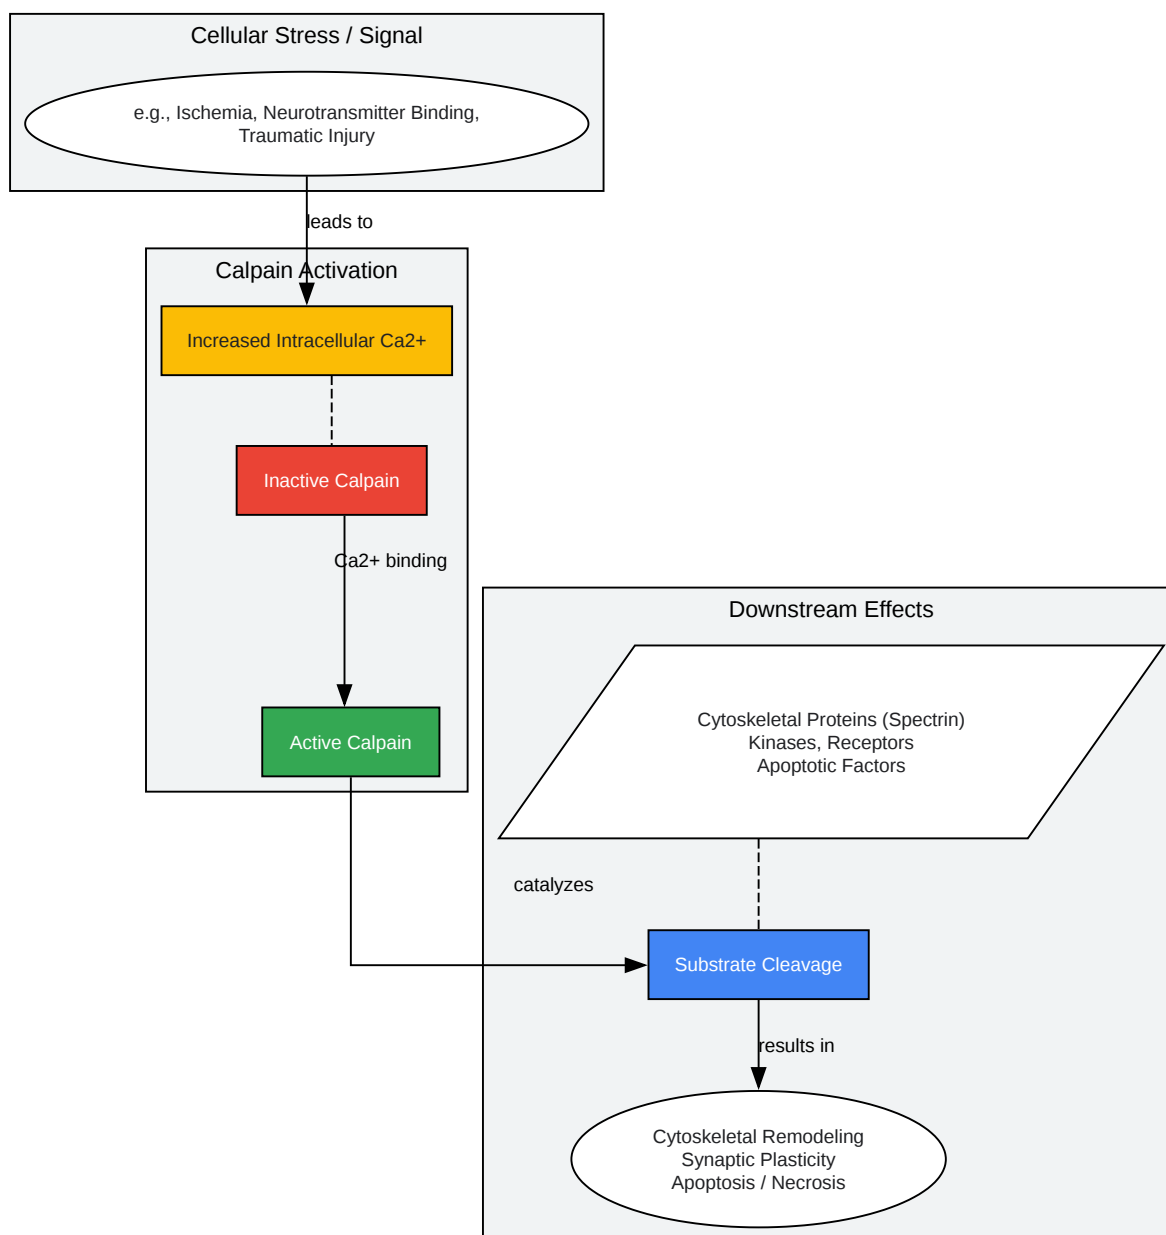 Cellular Stress / Signal
e.g., Ischemia, Neurotransmitter Binding,
Traumatic Injury
leads to
Calpain Activation
Increased Intracellular Ca2+
Inactive Calpain
Ca2+ binding
Active Calpain
Downstream Effects
Cytoskeletal Proteins (Spectrin)
Kinases, Receptors
Apoptotic Factors
catalyzes
Substrate Cleavage
results in
Cytoskeletal Remodeling
Synaptic Plasticity
Apoptosis / Necrosis